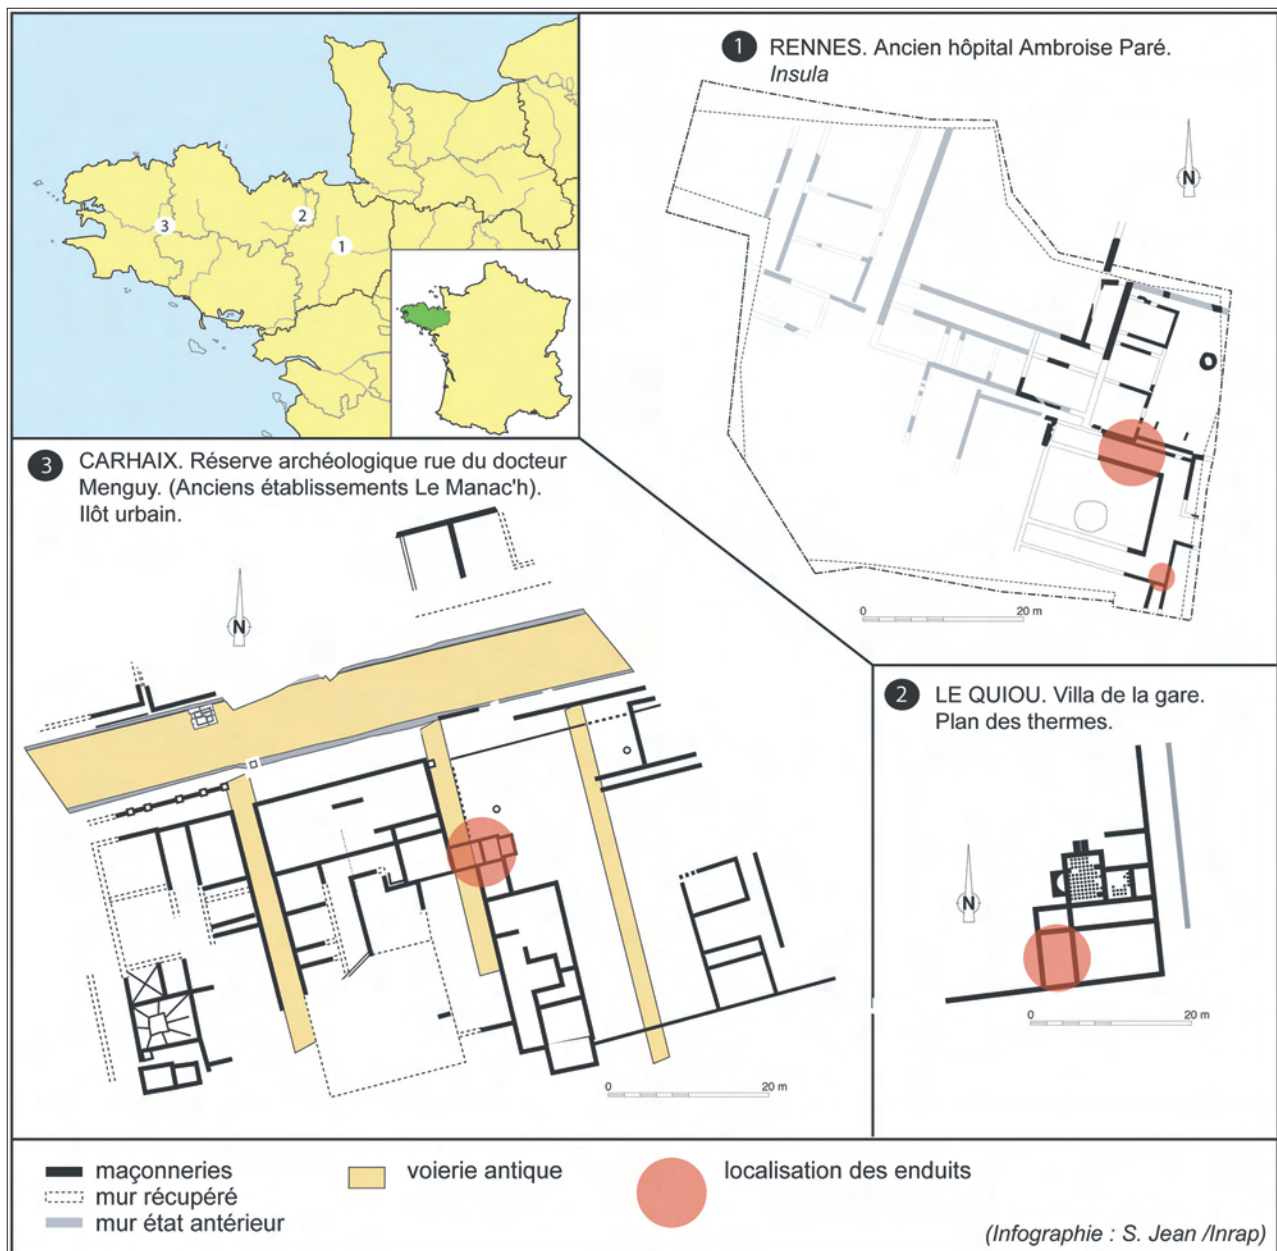 1 RENNES. Ancien hôpital Ambroise Paré.
Insula
N
0 20 m
3
2
1
3 CARHAIX. Réserve archéologique rue du docteur
Menguy. (Anciens établissements Le Manac'h).
Ilôt urbain.
N
0 20 m
2 LE QUIOU. Villa de la gare.
Plan des thermes.
N
0 20 m
maçonneries
mur récupéré
mur état antérieur
voierie antique
localisation des enduits
(Infographie : S. Jean /Inrap)